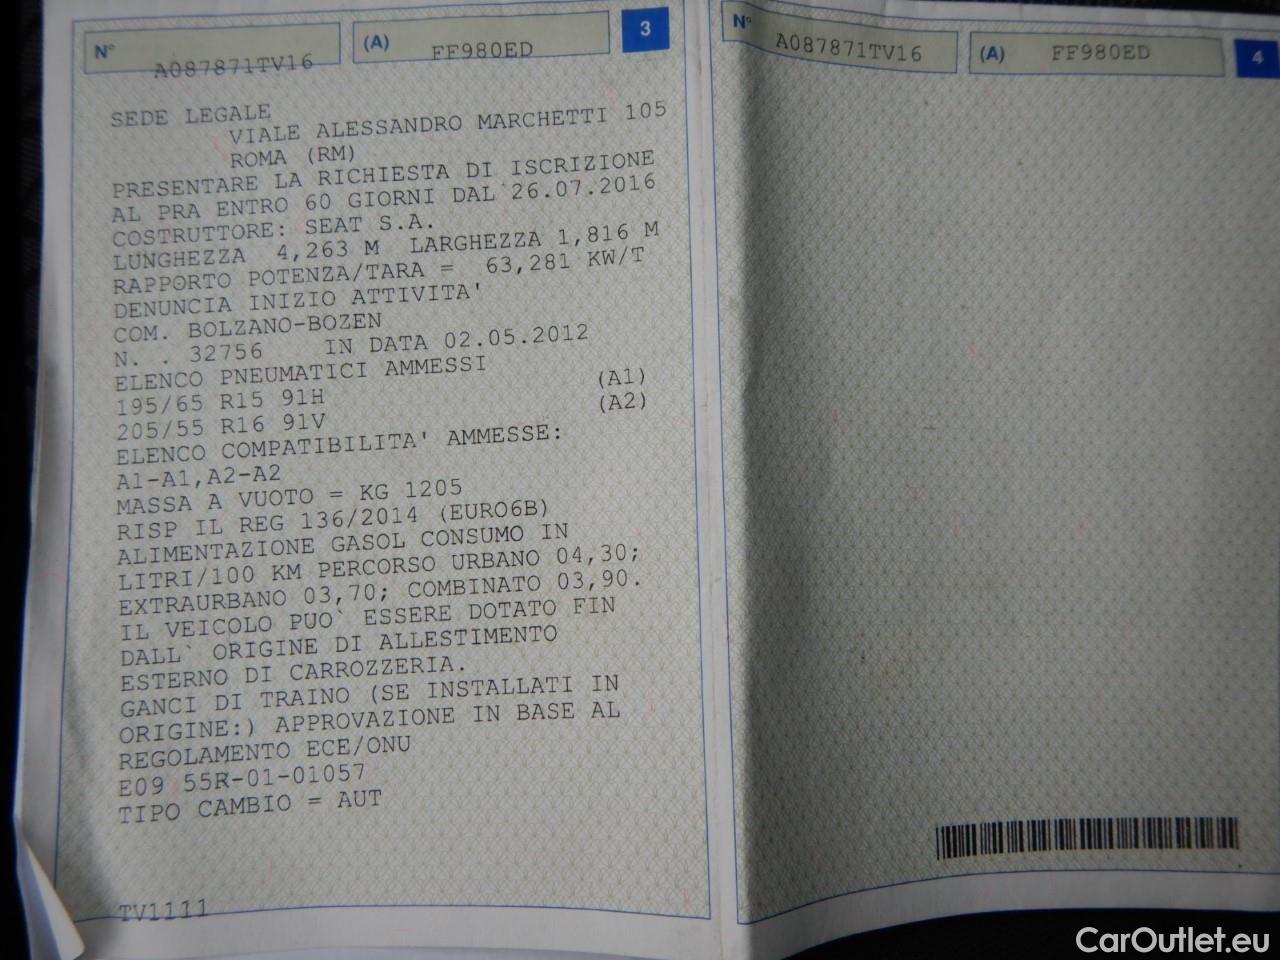 N° A087871TV16 (A) FF980ED 3
SEDE LEGALE
VIALE ALESSANDRO MARCHETTI 105
ROMA (RM)
PRESENTARE LA RICHIESTA DI ISCRIZIONE
AL PRA ENTRO 60 GIORNI DAL 26.07.2016
COSTRUTTORE: SEAT S.A.
LUNGHEZZA 4,263 M LARGHEZZA 1,816 M
RAPPORTO POTENZA/TARA = 63,281 KW/T
DENUNCIA INIZIO ATTIVITA'
COM. BOLZANO-BOZEN
N. . 32756 IN DATA 02.05.2012
ELENCO PNEUMATICI AMMESSI
195/65 R15 91H (A1)
205/55 R16 91V (A2)
ELENCO COMPATIBILITA' AMMESSE:
A1-A1,A2-A2
MASSA A VUOTO = KG 1205
RISP IL REG 136/2014 (EURO6B)
ALIMENTAZIONE GASOL CONSUMO IN
LITRI/100 KM PERCORSO URBANO 04,30;
EXTRAURBANO 03,70; COMBINATO 03,90.
IL VEICOLO PUO` ESSERE DOTATO FIN
DALL` ORIGINE DI ALLESTIMENTO
ESTERNO DI CARROZZERIA.
GANCI DI TRAINO (SE INSTALLATI IN
ORIGINE:) APPROVAZIONE IN BASE AL
REGOLAMENTO ECE/ONU
E09 55R-01-01057
TIPO CAMBIO = AUT
TV1111
N° A087871TV16 (A) FF980ED 4
CarOutlet.eu